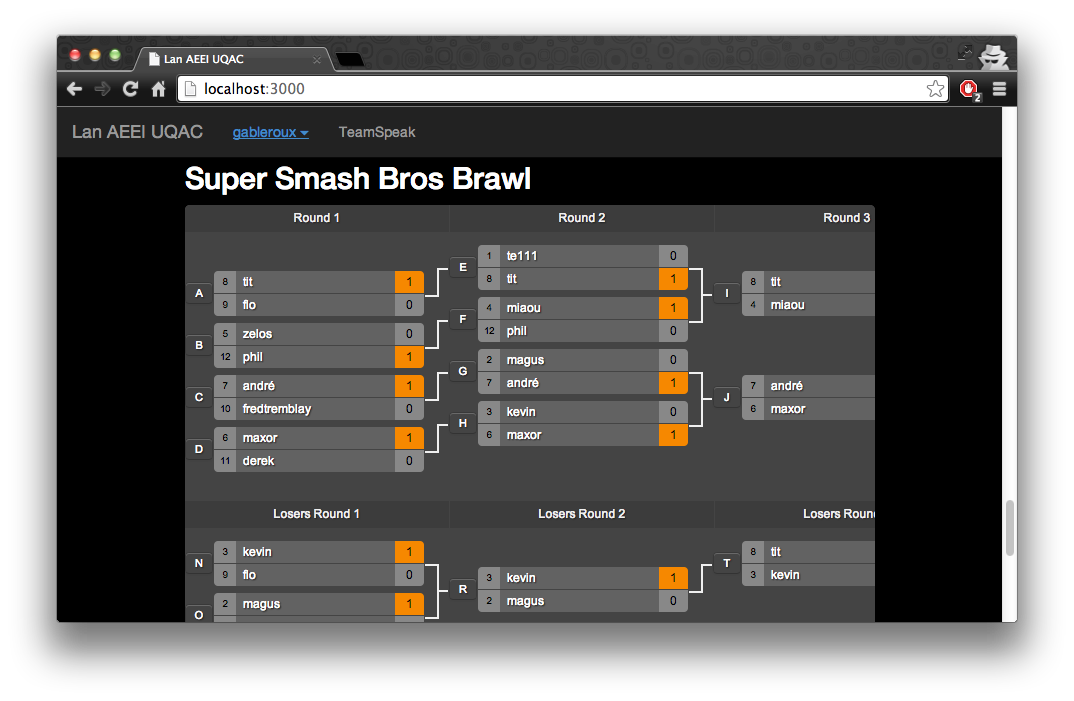 Lan AEEI UQAC
localhost:3000
2
Lan AEEI UQAC gableroux TeamSpeak
Super Smash Bros Brawl
Round 1 Round 2 Round 3
A
8 tit 1
9 flo 0
B
5 zelos 0
12 phil 1
C
7 andré 1
10 fredtremblay 0
D
6 maxor 1
11 derek 0
E
1 te111 0
8 tit 1
F
4 miaou 1
12 phil 0
G
2 magus 0
7 andré 1
H
3 kevin 0
6 maxor 1
I
8 tit
4 miaou
J
7 andré
6 maxor
Losers Round 1 Losers Round 2 Losers Roun
N
3 kevin 1
9 flo 0
O
2 magus 1
R
3 kevin 1
2 magus 0
T
8 tit
3 kevin